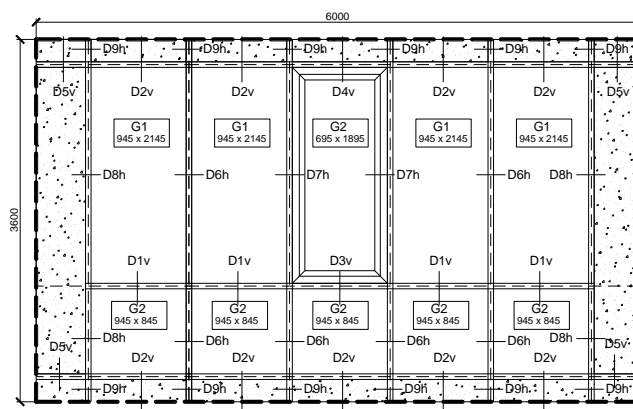 6000
D9h D9h D9h D9h D9h D9h
D5v D2v D2v D4v D2v D2v D5v
G1 G1 G2 G1 G1
945 x 2145 945 x 2145 695 x 1895 945 x 2145 945 x 2145
D8h D6h D7h D7h D6h D8h
3600
D1v D1v D3v D1v D1v
G2 G2 G2 G2 G2
945 x 845 945 x 845 945 x 845 945 x 845 945 x 845
D8h D6h D6h D6h D6h D8h
D5v D2v D2v D2v D2v D2v D5v
D9h D9h D9h D9h D9h D9h